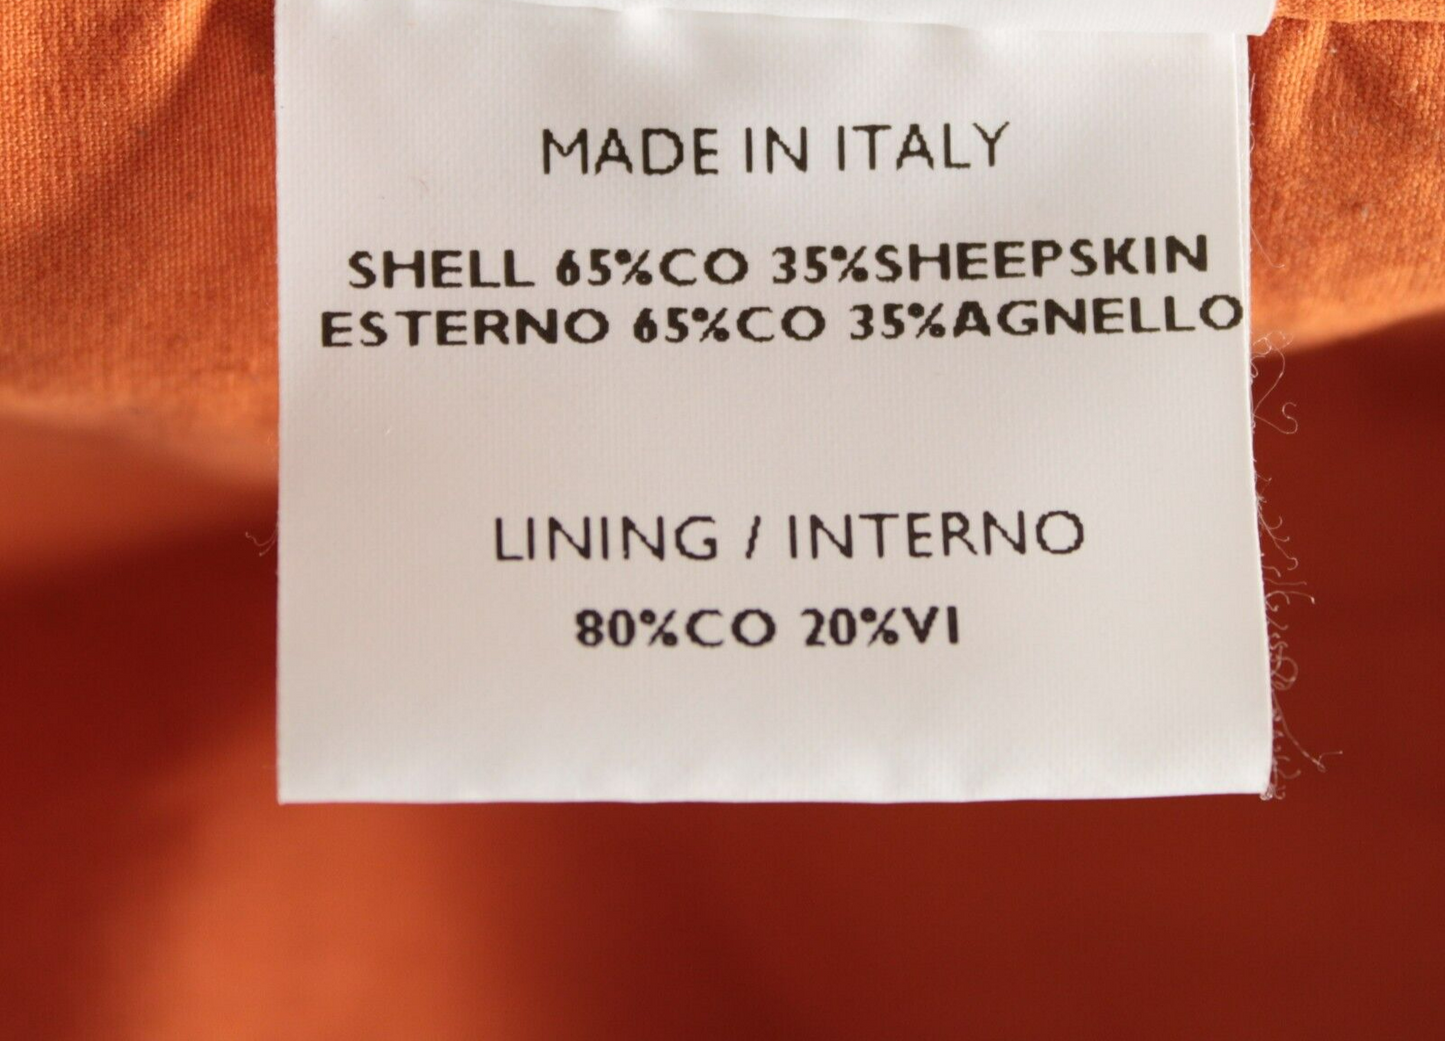 MADE IN ITALY
SHELL 65%CO 35%SHEEPSKIN
ESTERNO 65%CO 35%AGNELLO
LINING / INTERNO
80%CO 20%VI